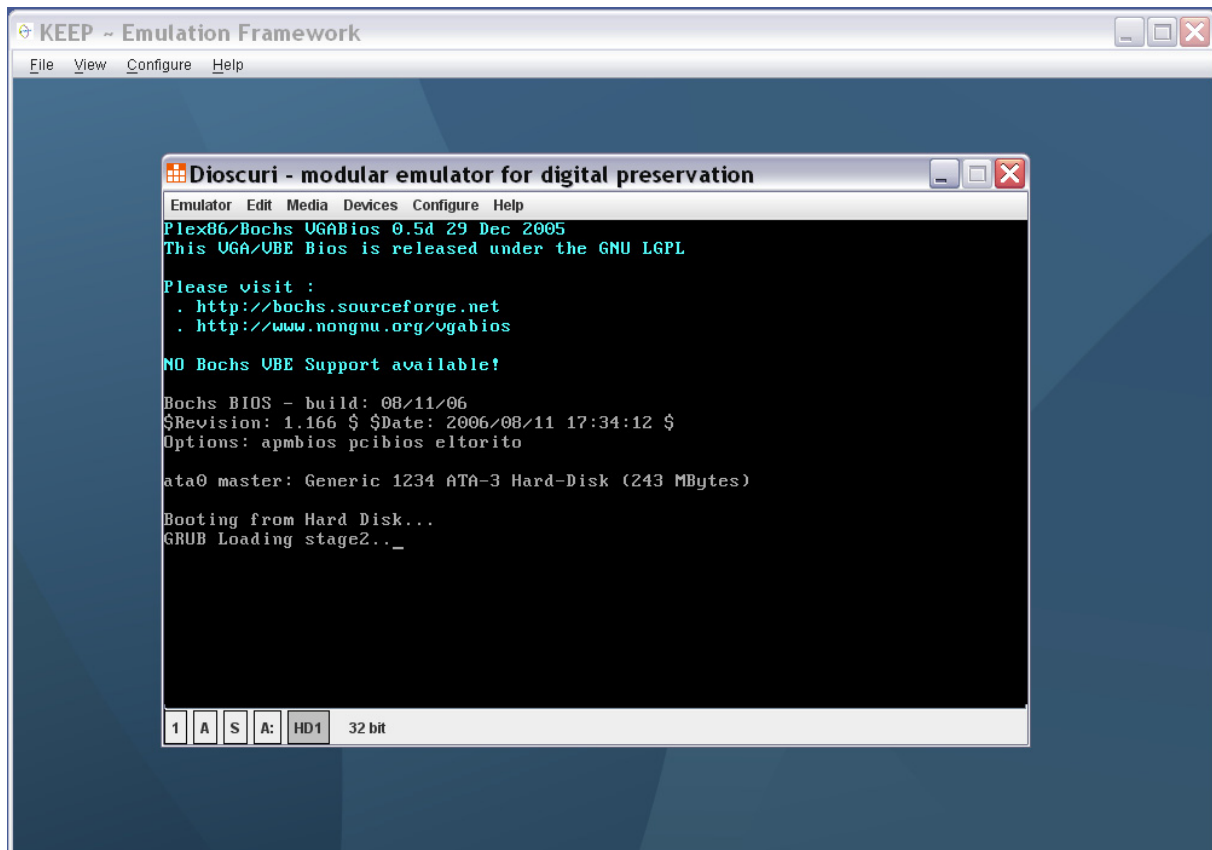 KEEP ~ Emulation Framework
File View Configure Help
Dioscuri - modular emulator for digital preservation
Emulator Edit Media Devices Configure Help
Plex86/Bochs VGABios 0.5d 29 Dec 2005
This VGA/VBE Bios is released under the GNU LGPL
Please visit :
. http://bochs.sourceforge.net
. http://www.nongnu.org/vgabios
NO Bochs VBE Support available!
Bochs BIOS - build: 08/11/06
$Revision: 1.166 $ $Date: 2006/08/11 17:34:12 $
Options: apmbios pcibios eltorito
ata0 master: Generic 1234 ATA-3 Hard-Disk (243 MBytes)
Booting from Hard Disk...
GRUB Loading stage2.._
1 A S A: HD1 32 bit